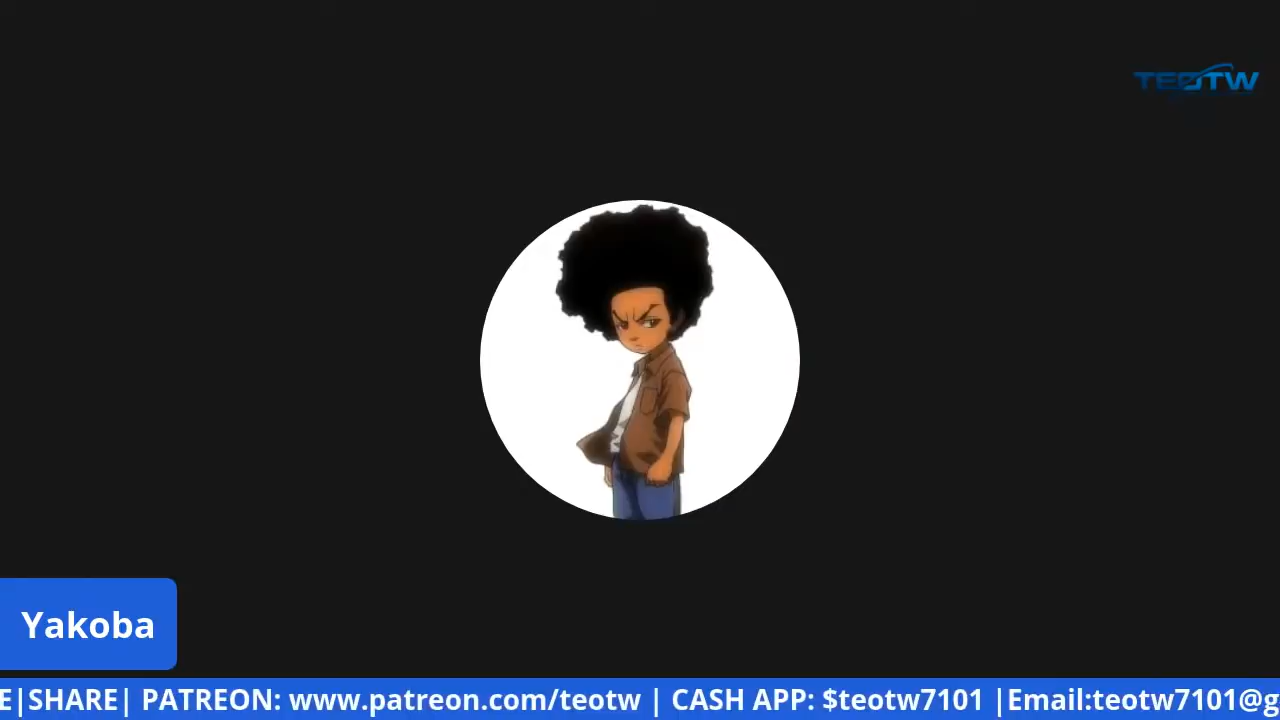 TEOTW
Yakoba
E|SHARE| PATREON: www.patreon.com/teotw | CASH APP: $teotw7101 |Email:teotw7101@g